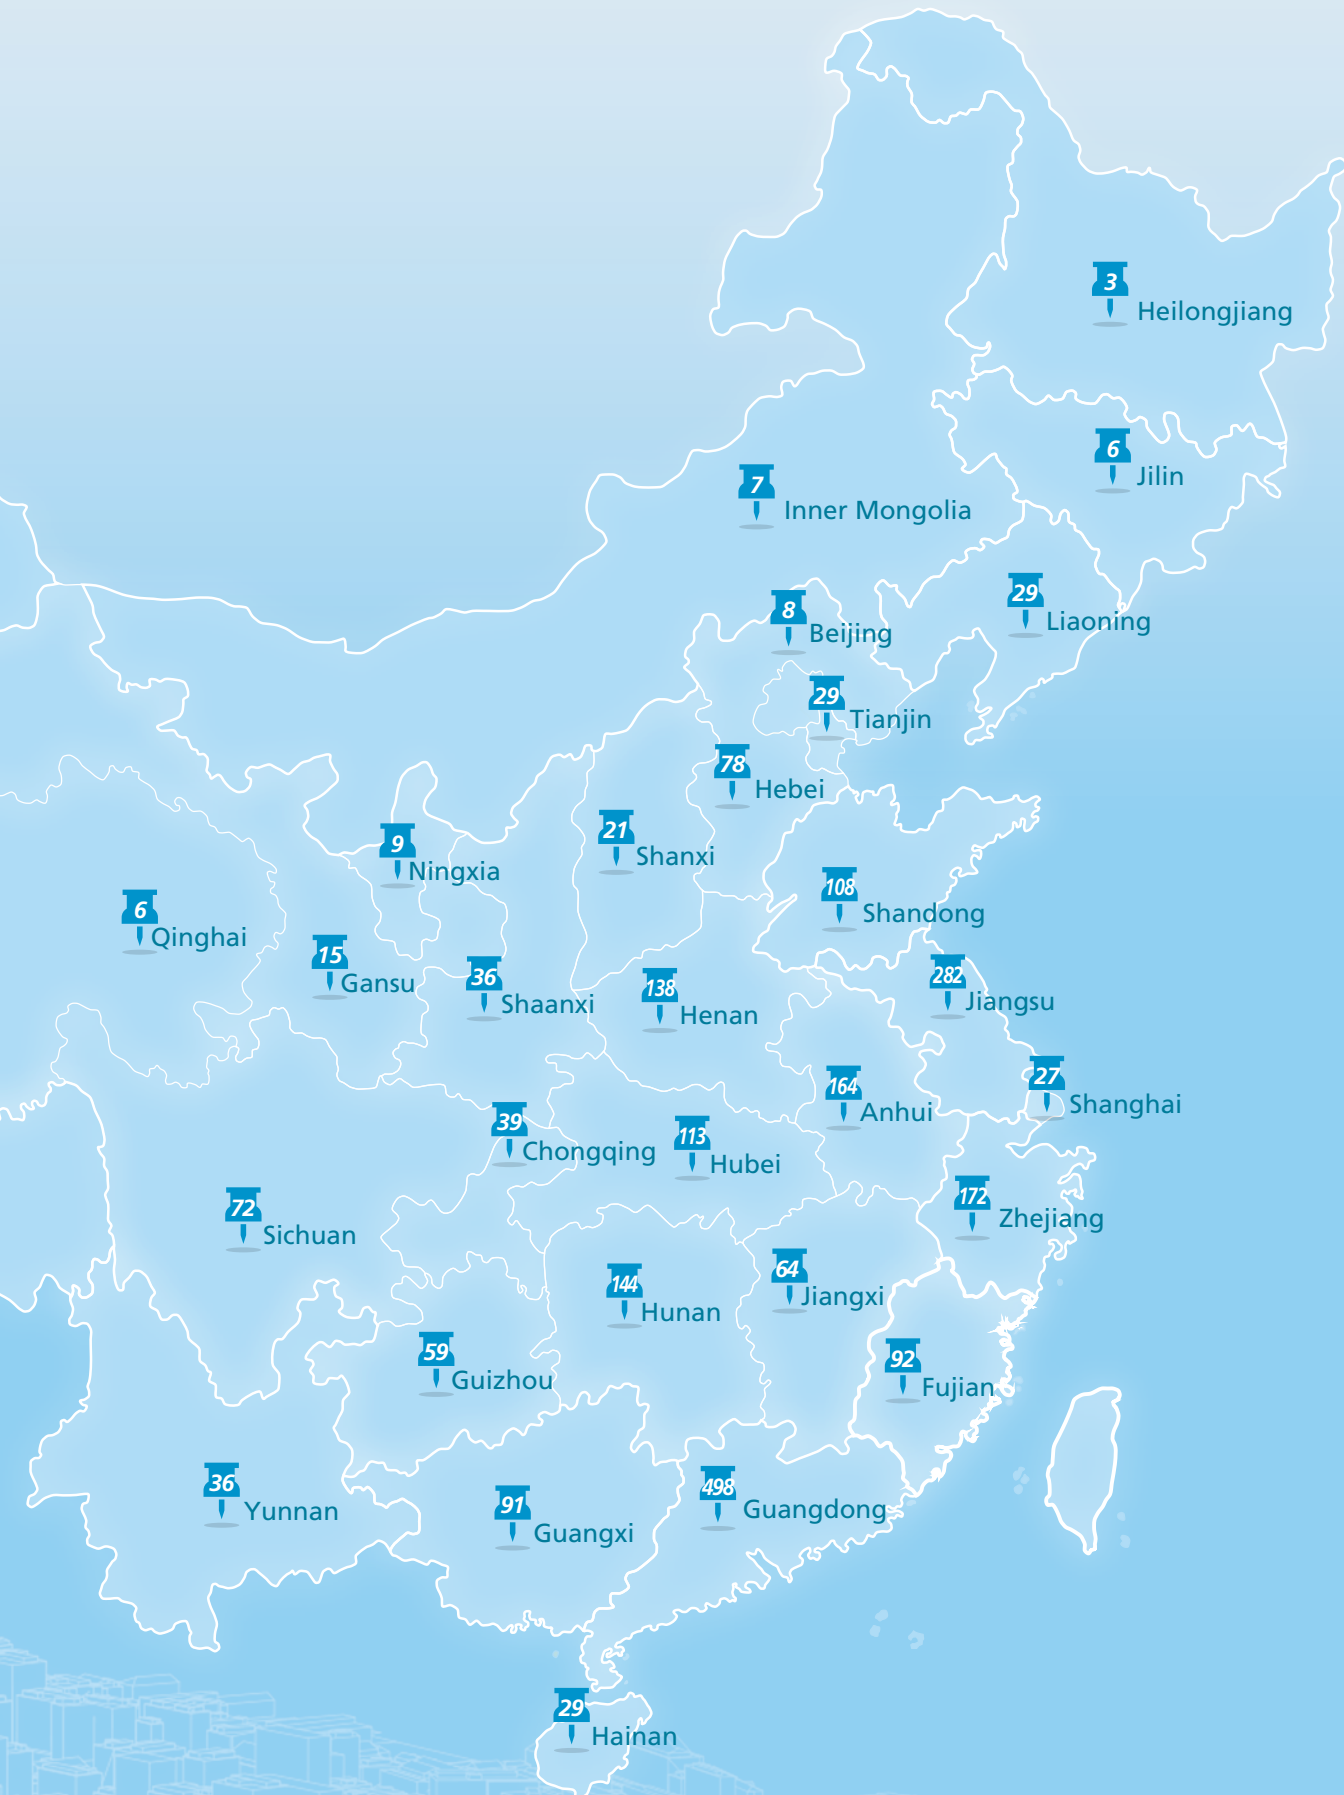 3
Heilongjiang
6
Jilin
7
Inner Mongolia
29
Liaoning
8
Beijing
29
Tianjin
78
Hebei
21
Shanxi
9
Ningxia
108
Shandong
6
Qinghai
15
Gansu
36
Shaanxi
138
Henan
282
Jiangsu
27
Shanghai
164
Anhui
39
Chongqing
113
Hubei
172
Zhejiang
72
Sichuan
64
Jiangxi
144
Hunan
59
Guizhou
92
Fujian
36
Yunnan
91
Guangxi
498
Guangdong
29
Hainan